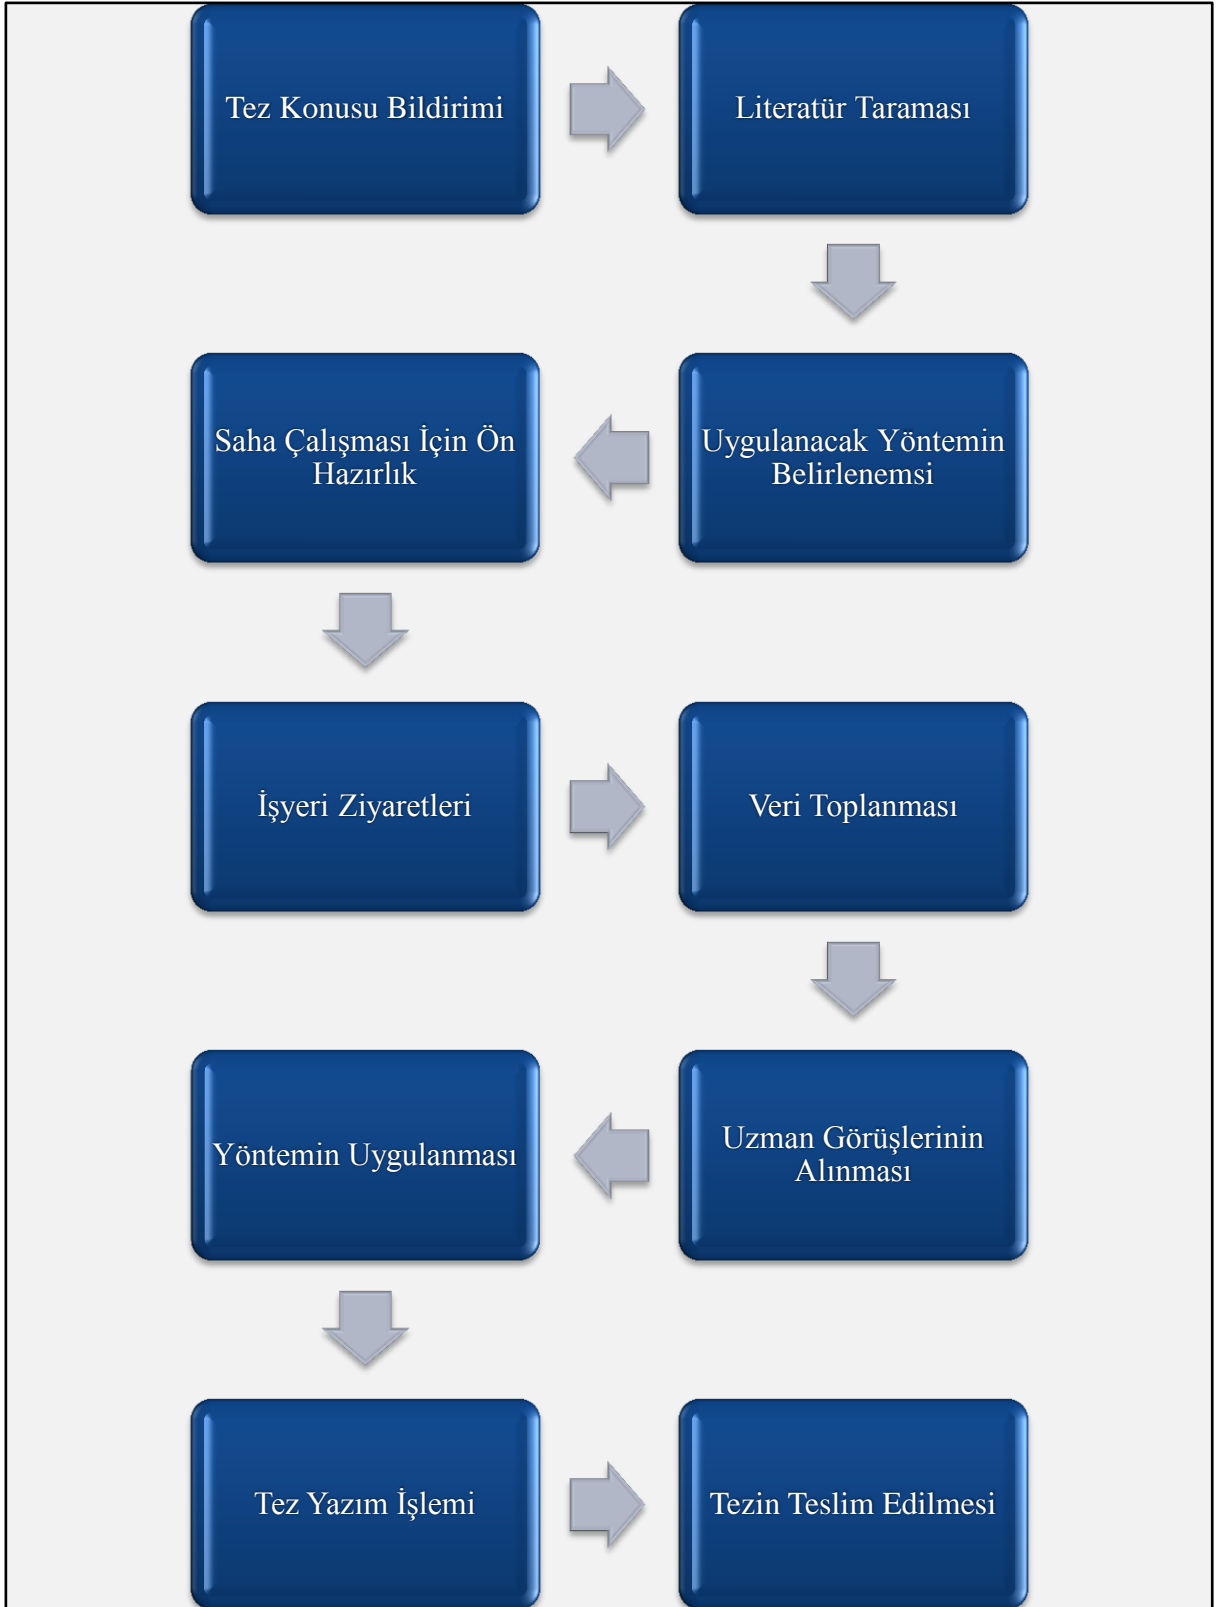 Tez Konusu Bildirimi
Literatür Taraması
Uygulanacak Yöntemin
Belirlenemsi
Saha Çalışması İçin Ön
Hazırlık
İşyeri Ziyaretleri
Veri Toplanması
Uzman Görüşlerinin
Alınması
Yöntemin Uygulanması
Tez Yazım İşlemi
Tezin Teslim Edilmesi